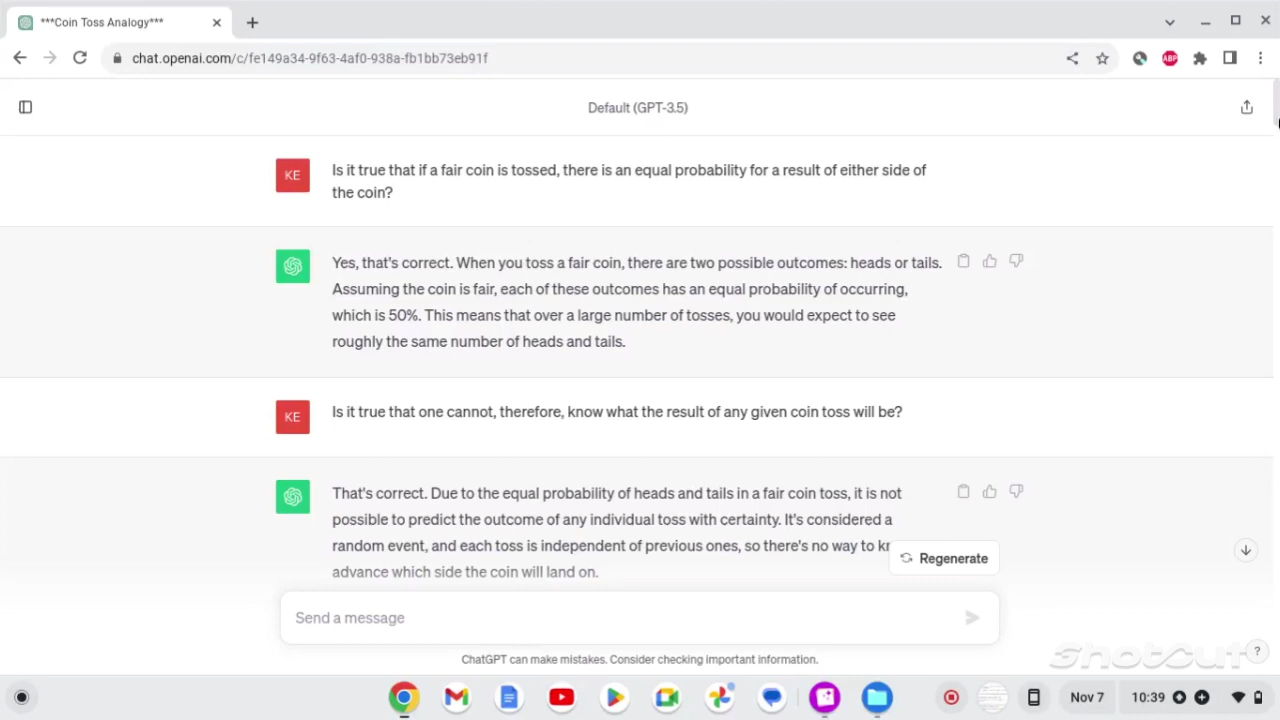 ***Coin Toss Analogy***
chat.openai.com/c/fe149a34-9f63-4af0-938a-fb1bb73eb91f
ABP
Default (GPT-3.5)
KE
Is it true that if a fair coin is tossed, there is an equal probability for a result of either side of
the coin?
Yes, that's correct. When you toss a fair coin, there are two possible outcomes: heads or tails.
Assuming the coin is fair, each of these outcomes has an equal probability of occurring,
which is 50%. This means that over a large number of tosses, you would expect to see
roughly the same number of heads and tails.
KE
Is it true that one cannot, therefore, know what the result of any given coin toss will be?
That's correct. Due to the equal probability of heads and tails in a fair coin toss, it is not
possible to predict the outcome of any individual toss with certainty. It's considered a
random event, and each toss is independent of previous ones, so there's no way to kr
Regenerate
advance which side the coin will land on.
Send a message
ChatGPT can make mistakes. Consider checking important information.
shotcut
?
Nov 7
10:39